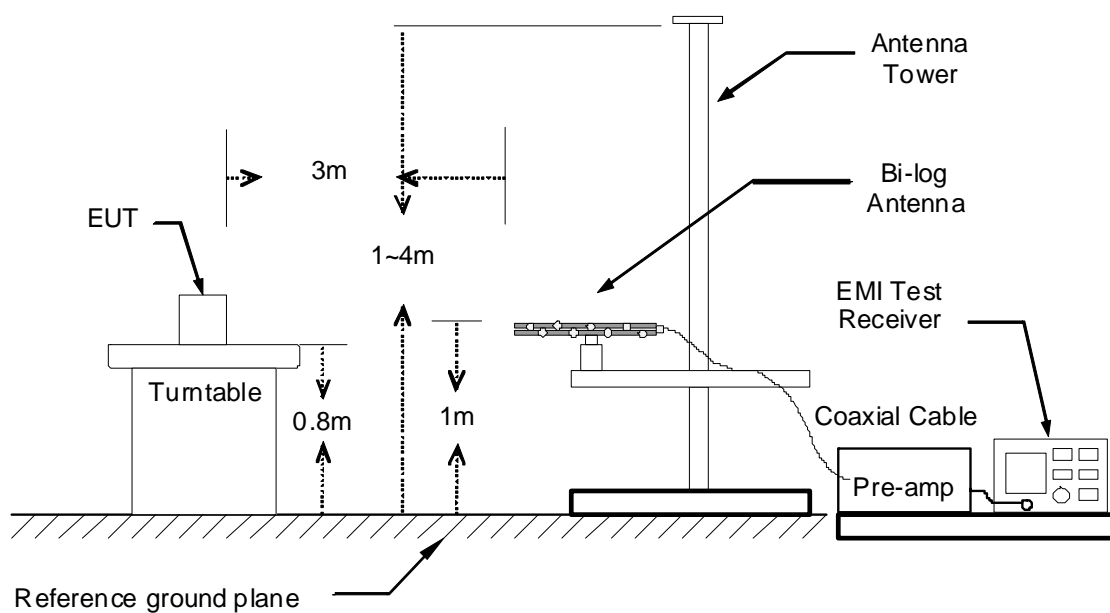 Antenna
Tower
3m
Bi-log
Antenna
EUT
1~4m
EMI Test
Receiver
Turntable
0.8m
1m
Coaxial Cable
Pre-amp
Reference ground plane